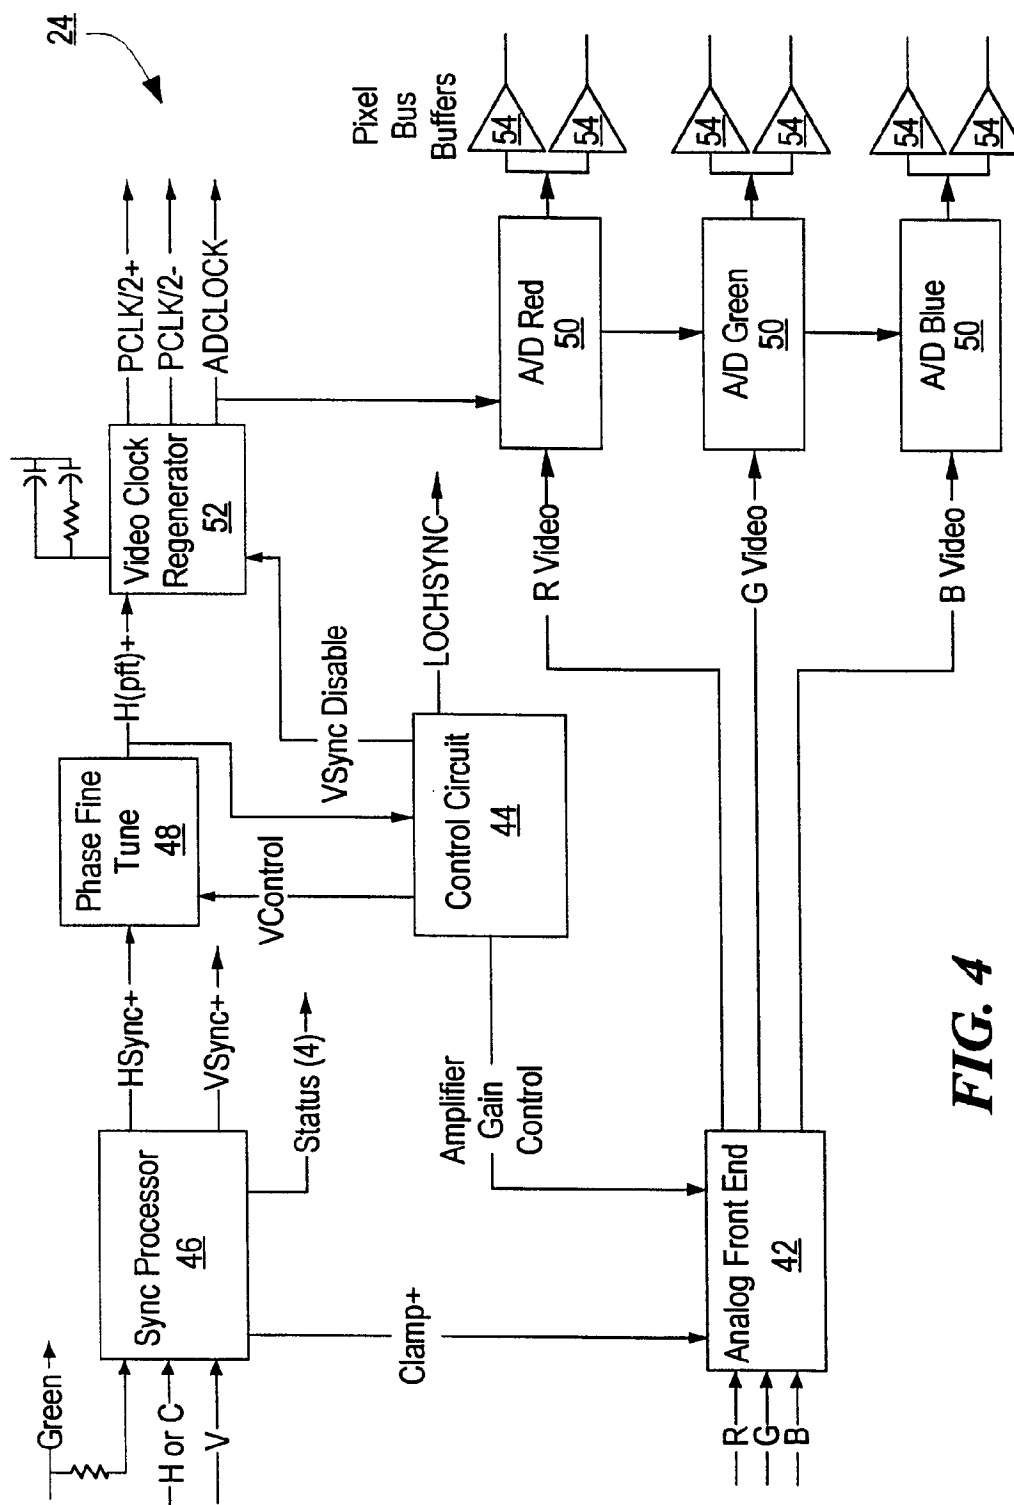 24
Green
H or C
V
Sync Processor
46
HSync+
VSync+
Status (4)
Clamp+
Phase Fine
Tune
48
H(pft)+
VControl
Video Clock
Regenerator
52
PCLK/2+
PCLK/2-
ADCLOCK
VSync Disable
Control Circuit
44
LOCHSYNC
Amplifier
Gain
Control
R
G
B
Analog Front End
42
R Video
G Video
B Video
A/D Red
50
A/D Green
50
A/D Blue
50
Pixel
Bus
Buffers
54
54
54
54
54
54
FIG. 4